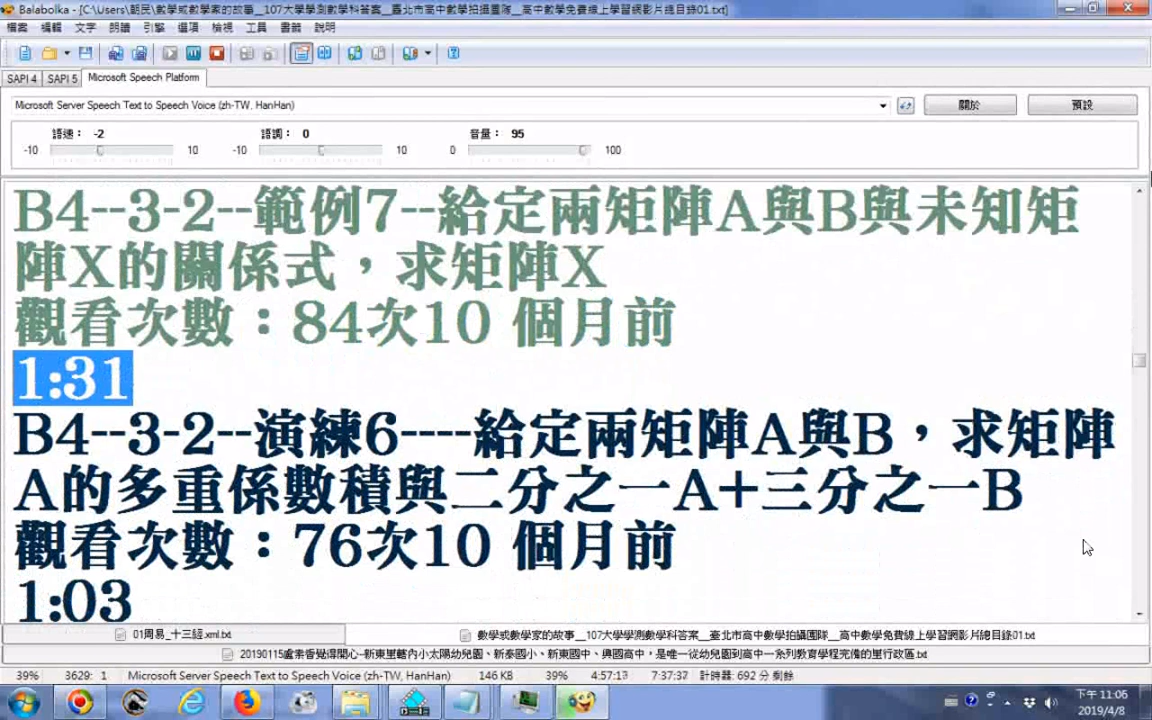 Balabolka - [C:\Users\朝民\數學或數學家的故事__107大學學測數學科答案__臺北市高中數學拍攝團隊__高中數學免費線上學習網影片總目錄01.txt]
檔案 編輯 文字 朗讀 引擎 選項 檢視 工具 書籤 說明
SAPI 4 SAPI 5 Microsoft Speech Platform
Microsoft Server Speech Text to Speech Voice (zh-TW, HanHan) 關於 預設
語速： -2 語調： 0 音量： 95
-10 10 -10 10 0 100
B4--3-2--範例7--給定兩矩陣A與B與未知矩
陣X的關係式，求矩陣X
觀看次數：84次10 個月前
1:31
B4--3-2--演練6----給定兩矩陣A與B，求矩陣
A的多重係數積與二分之一A+三分之一B
觀看次數：76次10 個月前
1:03
01周易_十三經.xml.txt 數學或數學家的故事__107大學學測數學科答案__臺北市高中數學拍攝團隊__高中數學免費線上學習網影片總目錄01.txt
20190115盧素香覺得開心--新東里轄內小太陽幼兒園、新泰國小、新東國中、興國高中，是唯一從幼兒園到高中一系列教育學程完備的里行政區.txt
39% 3629: 1 Microsoft Server Speech Text to Speech Voice (zh-TW, HanHan) 146 KB 39% 4:57:13 7:37:37 計時器: 692 分 剩餘
下午 11:05
2019/4/8